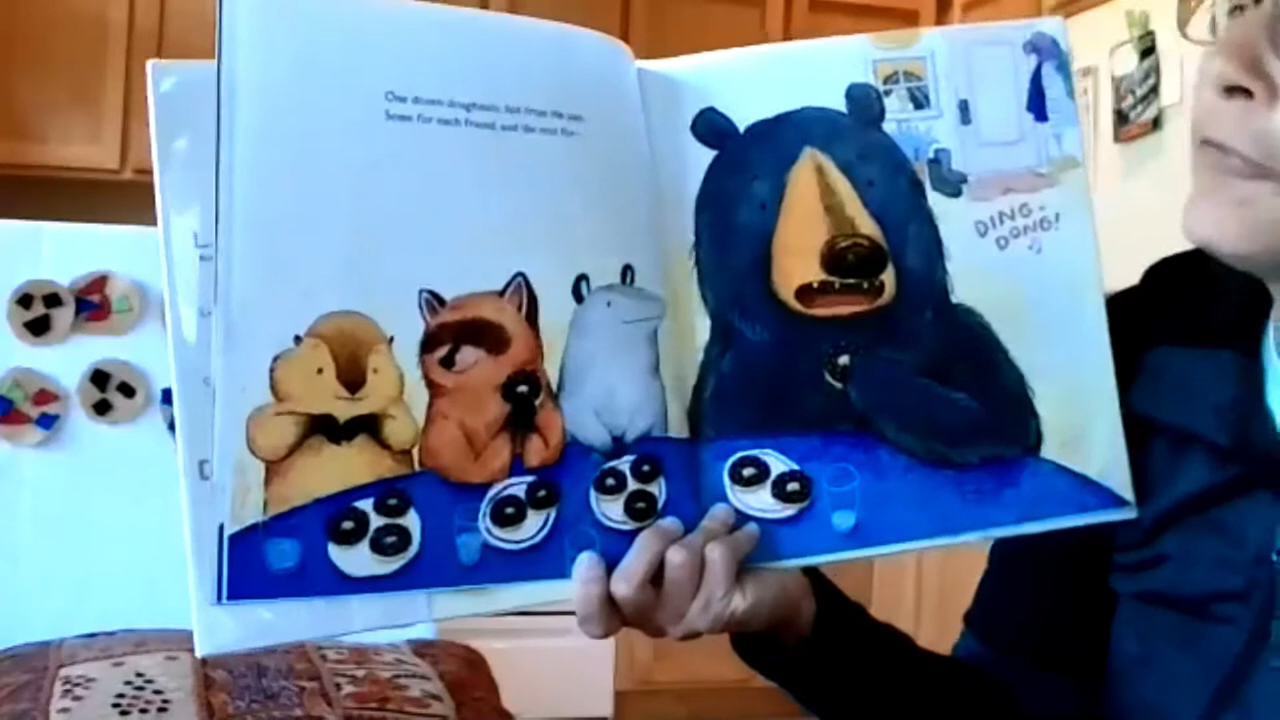 One dozen doughnuts, hot from the pan.
Some for each friend, and the rest for—
DING-
DONG!